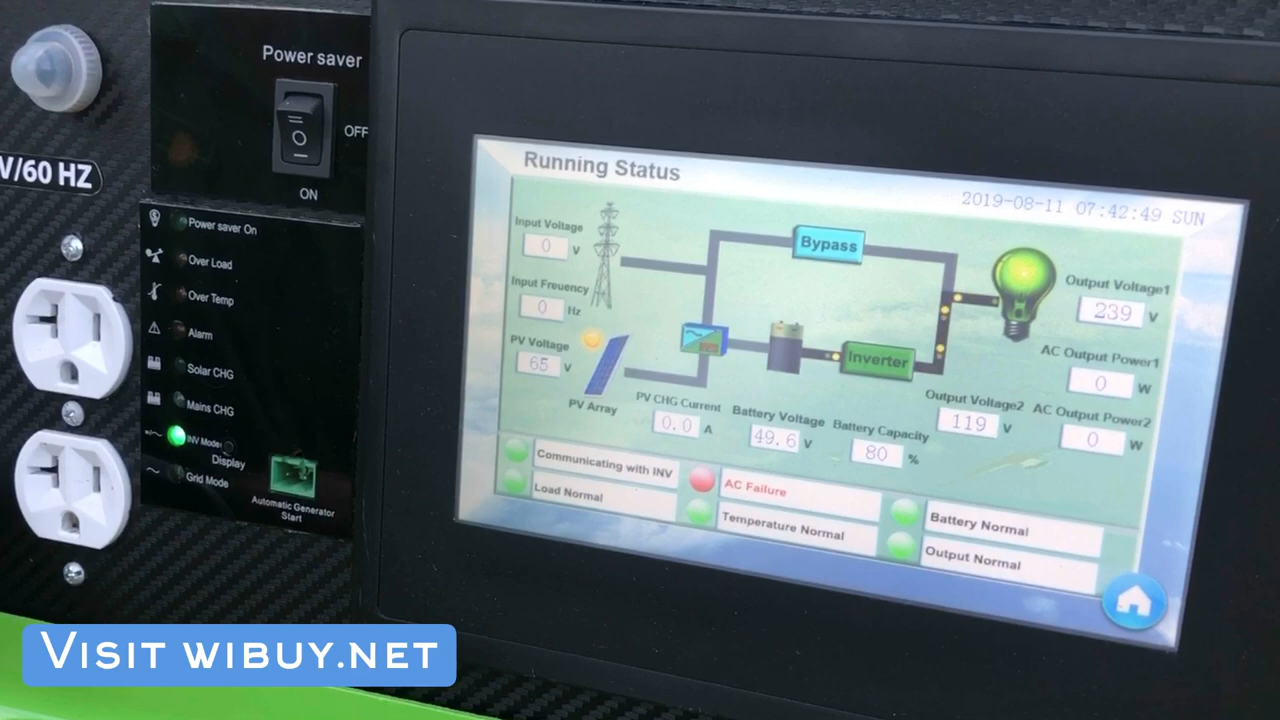 Power saver
OFF
ON
V/60 HZ
Power saver On
Over Load
Over Temp
Alarm
Solar CHG
Mains CHG
INV Mode
Display
Grid Mode
Automatic Generator
Start
Running Status
2019-08-11 07:42:49 SUN
Input Voltage
0 V
Input Freuency
0 Hz
PV Voltage
65 V
PV Array
Bypass
Inverter
PV CHG Current
0.0 A
Battery Voltage
49.6 V
Battery Capacity
80 %
Output Voltage1
239 V
AC Output Power1
0 W
Output Voltage2
119 V
AC Output Power2
0 W
Communicating with INV
AC Failure
Battery Normal
Load Normal
Temperature Normal
Output Normal
VISIT WIBUY.NET